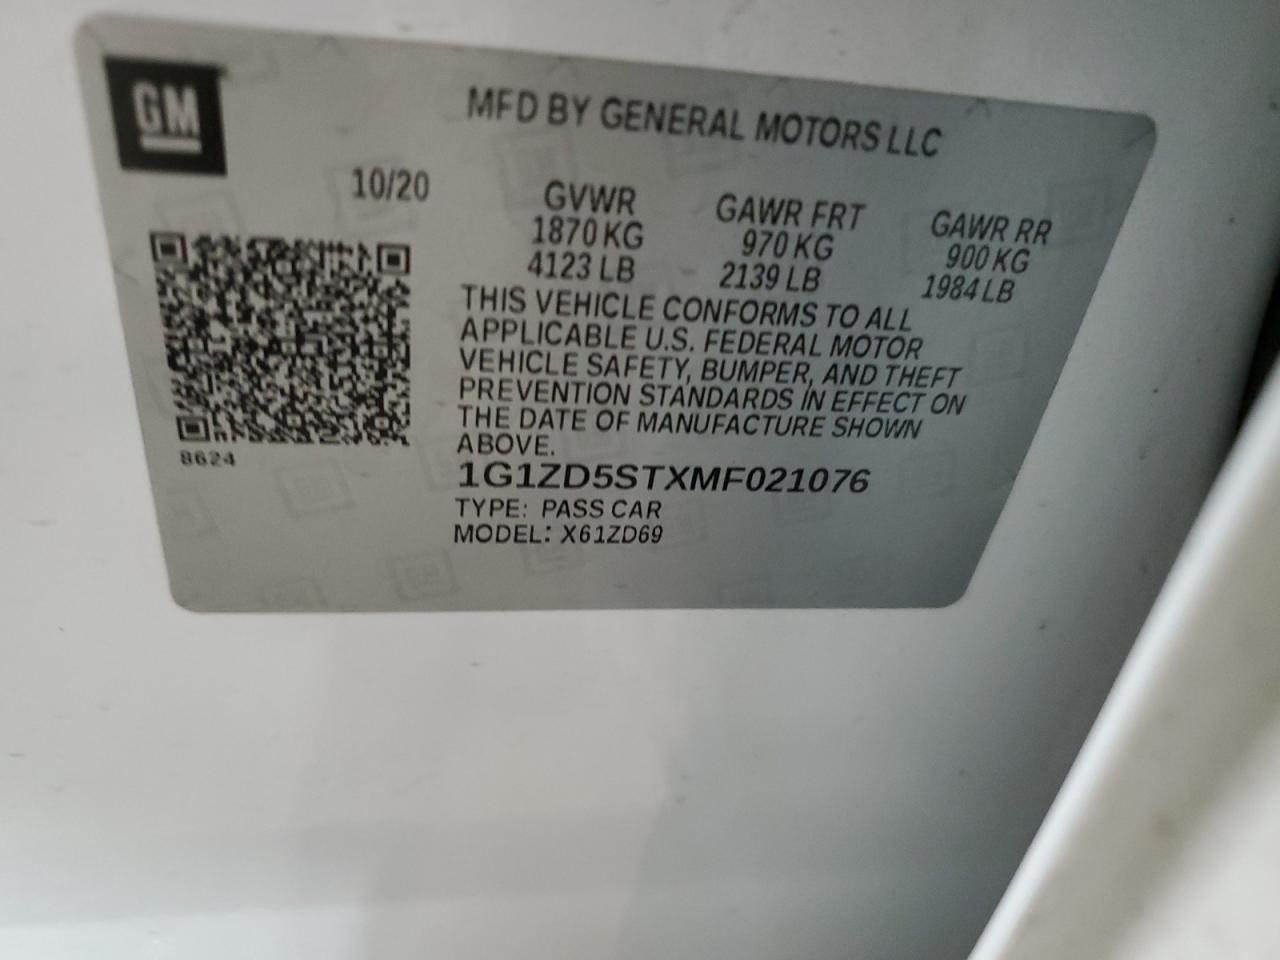 GM
MFD BY GENERAL MOTORS LLC
10/20
GVWR
1870 KG
4123 LB
GAWR FRT
970 KG
2139 LB
GAWR RR
900 KG
1984 LB
THIS VEHICLE CONFORMS TO ALL
APPLICABLE U.S. FEDERAL MOTOR
VEHICLE SAFETY, BUMPER, AND THEFT
PREVENTION STANDARDS IN EFFECT ON
THE DATE OF MANUFACTURE SHOWN
ABOVE.
8624
1G1ZD5STXMF021076
TYPE: PASS CAR
MODEL: X61ZD69